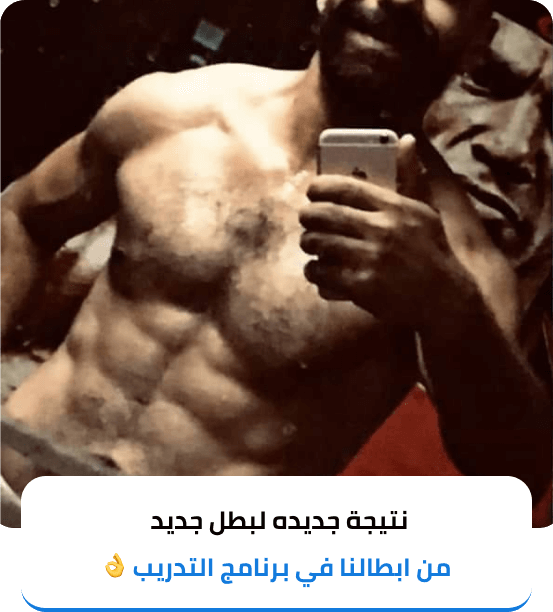 نتيجة جديده لبطل جديد
من ابطالنا في برنامج التدريب 👌